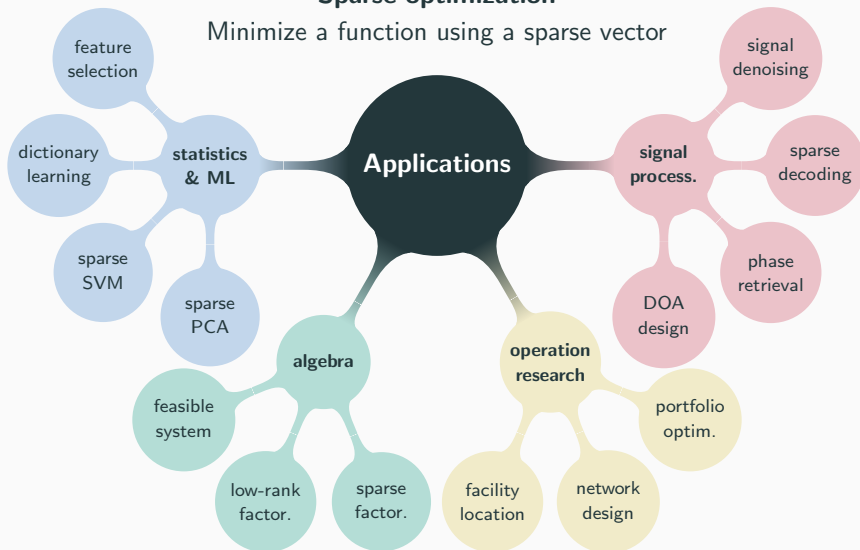 Sparse optimization
Minimize a function using a sparse vector
feature
selection
dictionary
learning
statistics
& ML
sparse
SVM
sparse
PCA
Applications
signal
process.
signal
denoising
sparse
decoding
phase
retrieval
DOA
design
algebra
feasible
system
low-rank
factor.
sparse
factor.
operation
research
portfolio
optim.
facility
location
network
design